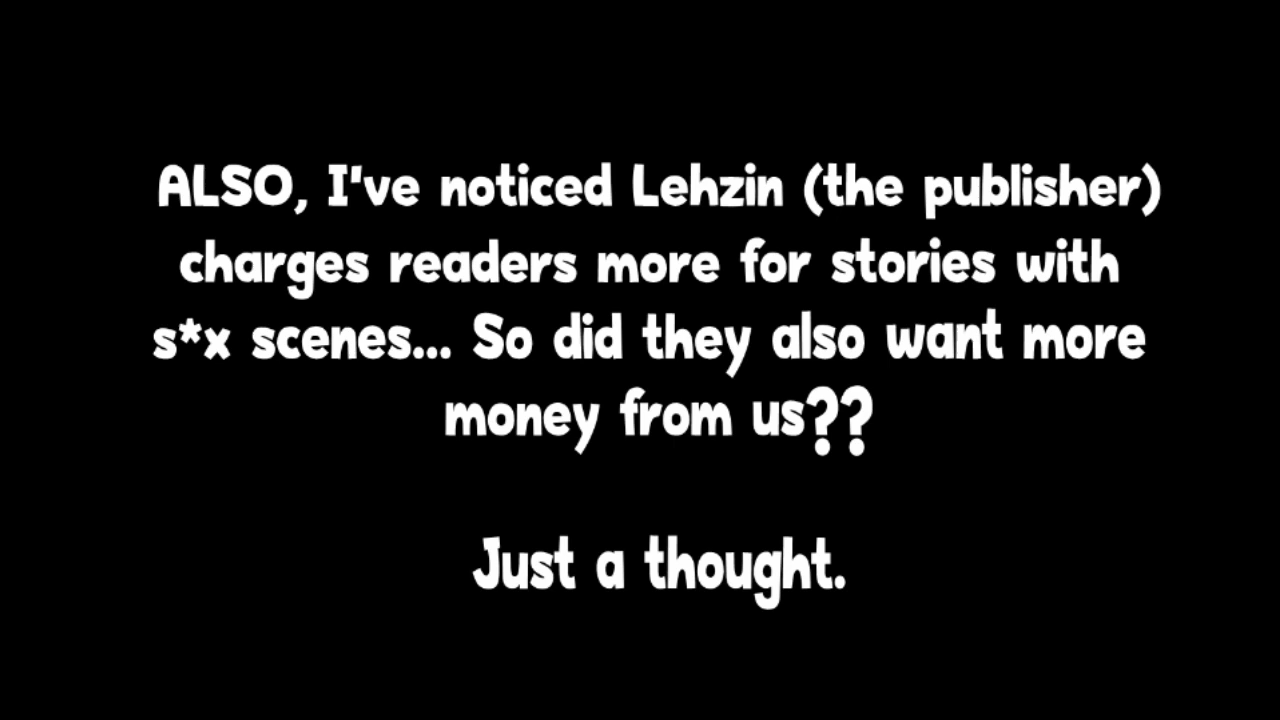 ALSO, I've noticed Lehzin (the publisher)
charges readers more for stories with
s*x scenes... So did they also want more
money from us??
Just a thought.